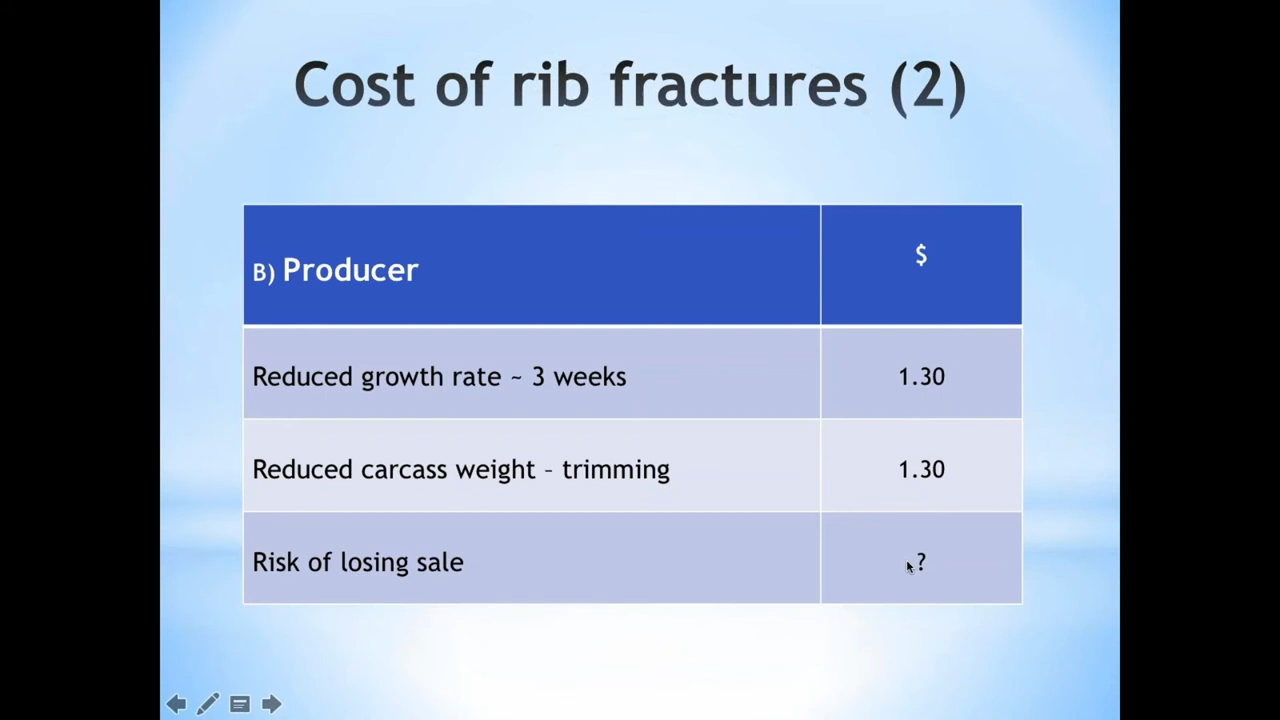 Cost of rib fractures (2)
B) Producer
$
Reduced growth rate ~ 3 weeks
1.30
Reduced carcass weight – trimming
1.30
Risk of losing sale
?